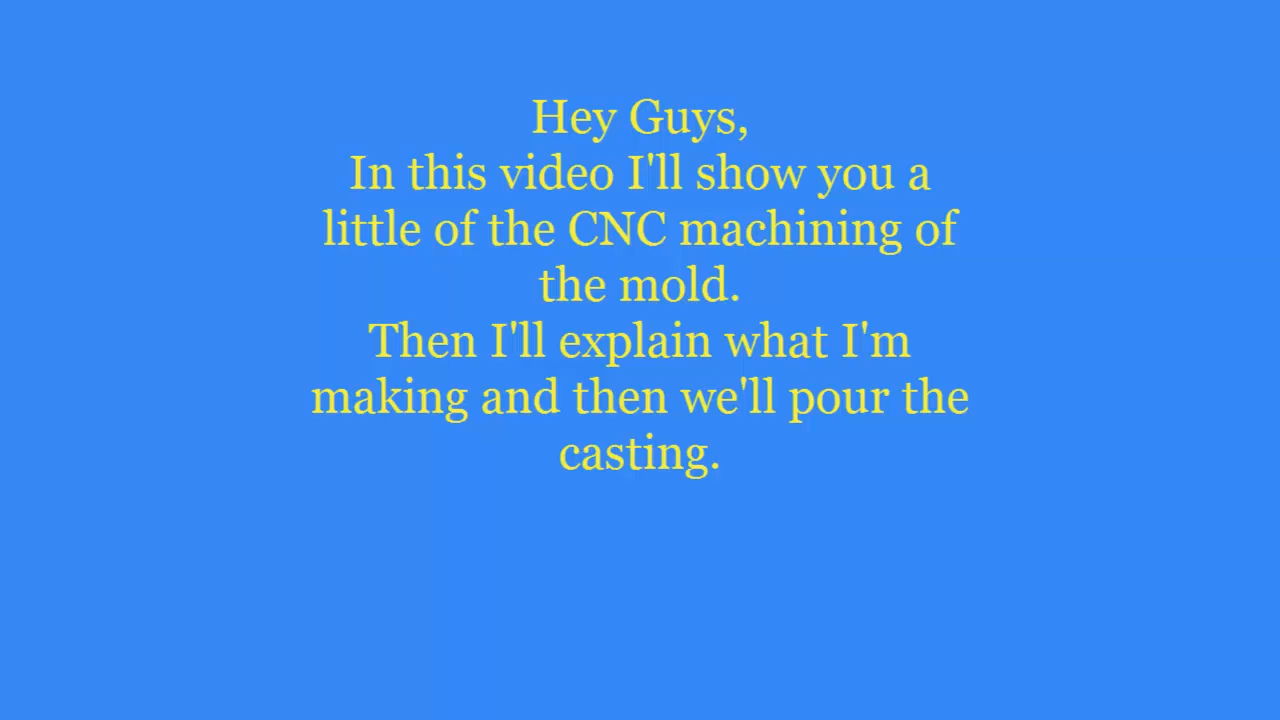 Hey Guys,
In this video I'll show you a
little of the CNC machining of
the mold.
Then I'll explain what I'm
making and then we'll pour the
casting.